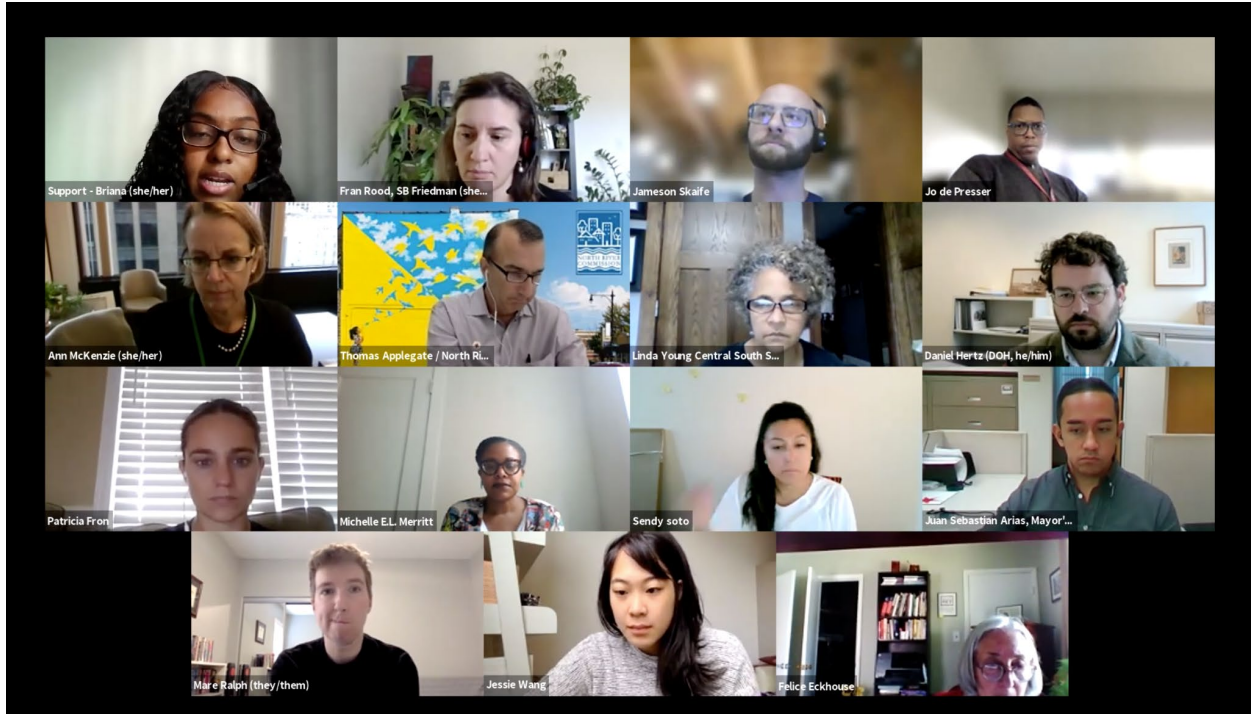 Support - Briana (she/her)
Fran Rood, SB Friedman (she...
Jameson Skaife
Jo de Presser
Ann McKenzie (she/her)
NORTH RIVER
COMMISSION
Thomas Applegate / North Ri...
Linda Young Central South S...
Daniel Hertz (DOH, he/him)
Patricia Fron
Michelle E.L. Merritt
Sendy soto
Juan Sebastian Arias, Mayor'...
Mare Ralph (they/them)
Jessie Wang
Felice Eckhouse